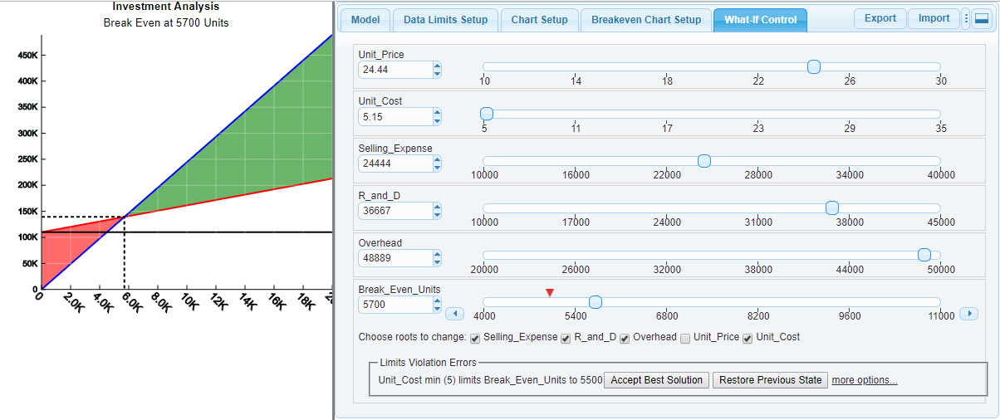 Investment Analysis
Break Even at 5700 Units
450K
400K
350K
300K
250K
200K
150K
100K
50K
0
0 2.0K 4.0K 6.0K 8.0K 10K 12K 14K 16K 18K
Model Data Limits Setup Chart Setup Breakeven Chart Setup What-If Control Export Import
Unit_Price
24.44
10 14 18 22 26 30
Unit_Cost
5.15
5 11 17 23 29 35
Selling_Expense
24444
10000 16000 22000 28000 34000 40000
R_and_D
36667
10000 17000 24000 31000 38000 45000
Overhead
48889
20000 26000 32000 38000 44000 50000
Break_Even_Units
5700
4000 5400 6800 8200 9600 11000
Choose roots to change: Selling_Expense R_and_D Overhead Unit_Price Unit_Cost
Limits Violation Errors
Unit_Cost min (5) limits Break_Even_Units to 5500 Accept Best Solution Restore Previous State more options...